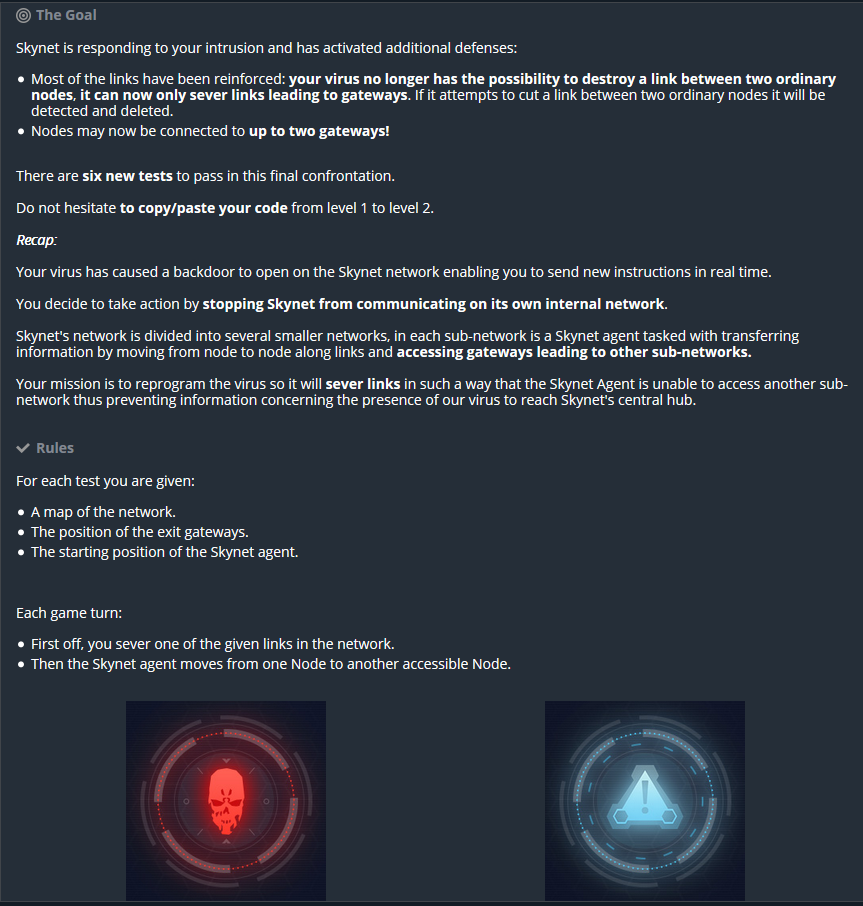 The Goal
Skynet is responding to your intrusion and has activated additional defenses:
Most of the links have been reinforced: your virus no longer has the possibility to destroy a link between two ordinary
nodes, it can now only sever links leading to gateways. If it attempts to cut a link between two ordinary nodes it will be
detected and deleted.
Nodes may now be connected to up to two gateways!
There are six new tests to pass in this final confrontation.
Do not hesitate to copy/paste your code from level 1 to level 2.
Recap:
Your virus has caused a backdoor to open on the Skynet network enabling you to send new instructions in real time.
You decide to take action by stopping Skynet from communicating on its own internal network.
Skynet's network is divided into several smaller networks, in each sub-network is a Skynet agent tasked with transferring
information by moving from node to node along links and accessing gateways leading to other sub-networks.
Your mission is to reprogram the virus so it will sever links in such a way that the Skynet Agent is unable to access another sub-
network thus preventing information concerning the presence of our virus to reach Skynet's central hub.
Rules
For each test you are given:
A map of the network.
The position of the exit gateways.
The starting position of the Skynet agent.
Each game turn:
First off, you sever one of the given links in the network.
Then the Skynet agent moves from one Node to another accessible Node.